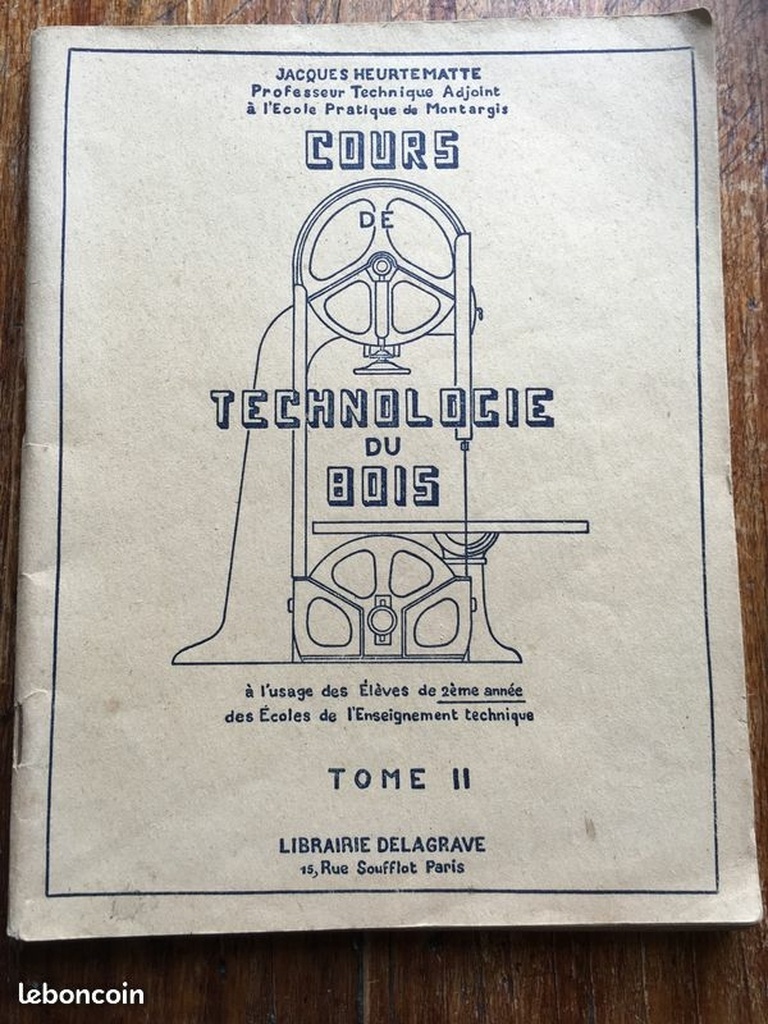 JACQUES HEURTEMATTE
Professeur Technique Adjoint
à l'Ecole Pratique de Montargis
COURS
DE
TECHNOLOGIE
DU
BOIS
à l'usage des Élèves de 2ème année
des Écoles de l'Enseignement technique
TOME II
LIBRAIRIE DELAGRAVE
15, Rue Soufflot Paris
leboncoin